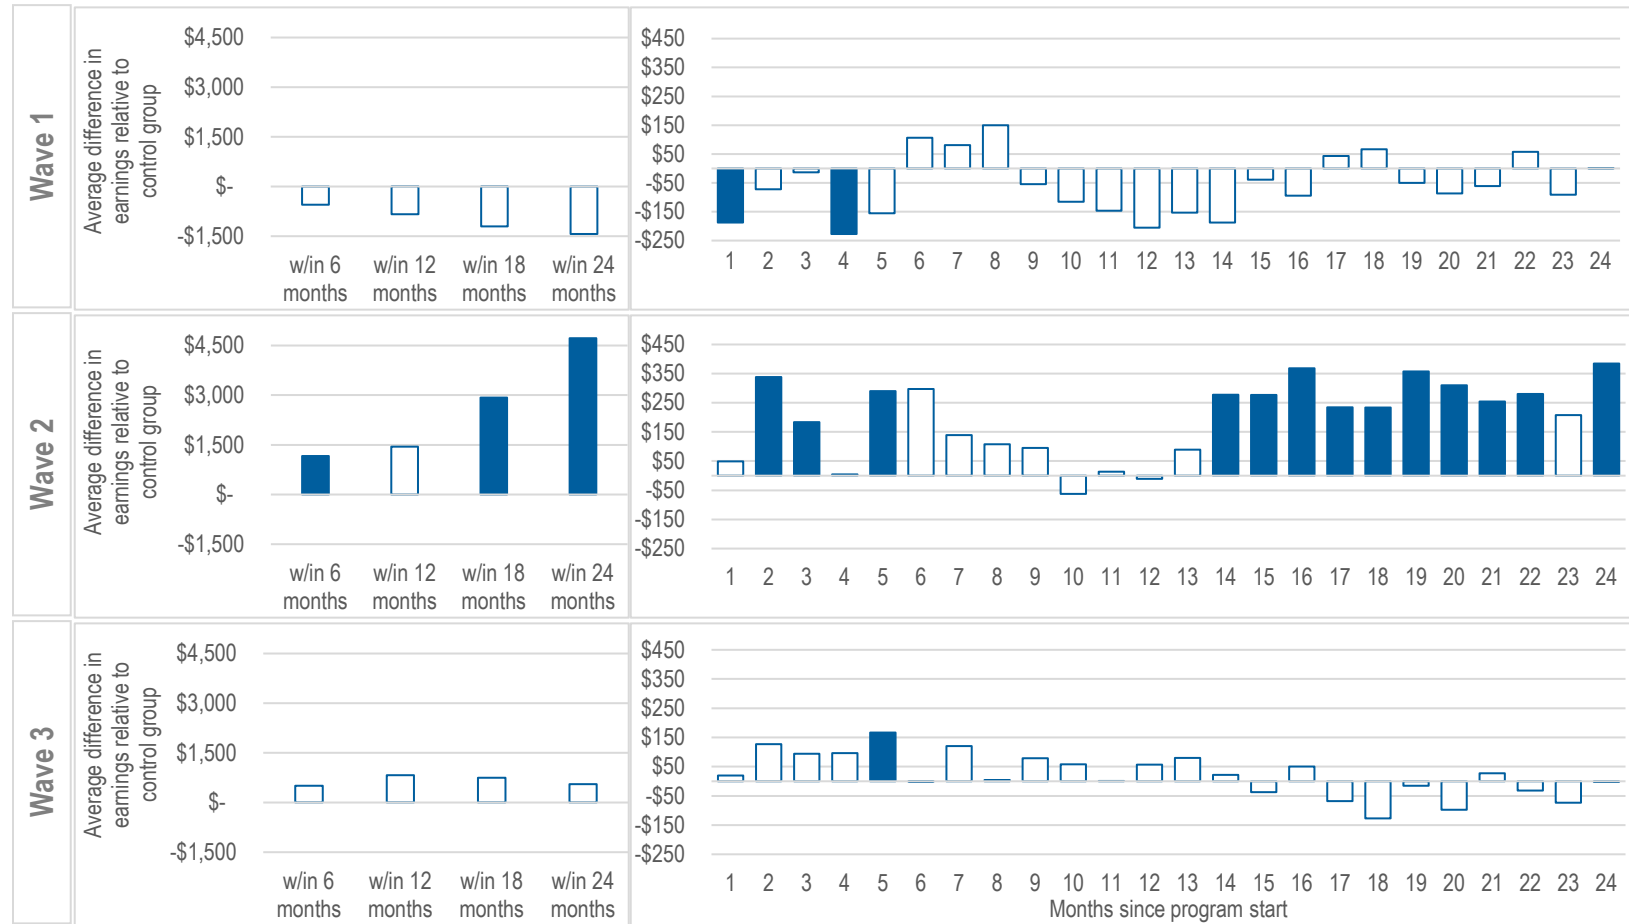 Wave 1
Average difference in
earnings relative to
control group
$4,500
$3,000
$1,500
$-
-$1,500
w/in 6
months
w/in 12
months
w/in 18
months
w/in 24
months
$450
$350
$250
$150
$50
-$50
-$150
-$250
1 2 3 4 5 6 7 8 9 10 11 12 13 14 15 16 17 18 19 20 21 22 23 24
Wave 2
Average difference in
earnings relative to
control group
$4,500
$3,000
$1,500
$-
-$1,500
w/in 6
months
w/in 12
months
w/in 18
months
w/in 24
months
$450
$350
$250
$150
$50
-$50
-$150
-$250
1 2 3 4 5 6 7 8 9 10 11 12 13 14 15 16 17 18 19 20 21 22 23 24
Wave 3
Average difference in
earnings relative to
control group
$4,500
$3,000
$1,500
$-
-$1,500
w/in 6
months
w/in 12
months
w/in 18
months
w/in 24
months
$450
$350
$250
$150
$50
-$50
-$150
-$250
1 2 3 4 5 6 7 8 9 10 11 12 13 14 15 16 17 18 19 20 21 22 23 24
Months since program start